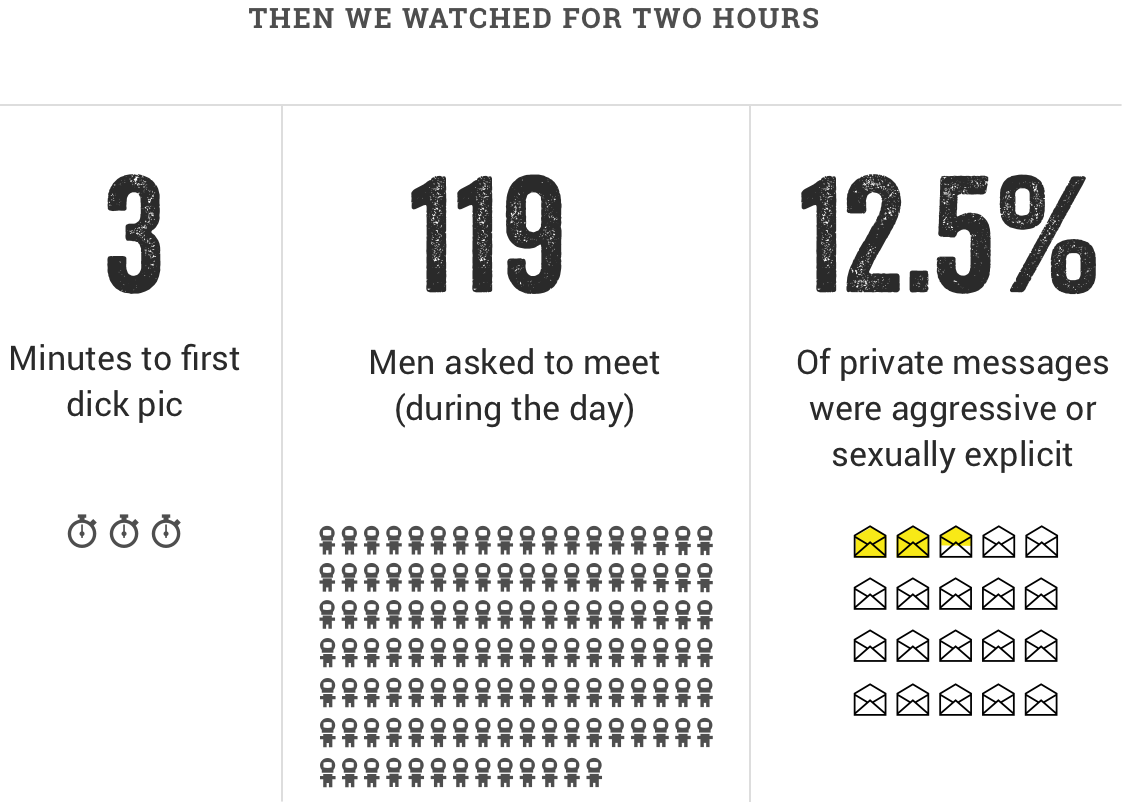 THEN WE WATCHED FOR TWO HOURS
3
Minutes to first
dick pic
119
Men asked to meet
(during the day)
12.5%
Of private messages
were aggressive or
sexually explicit